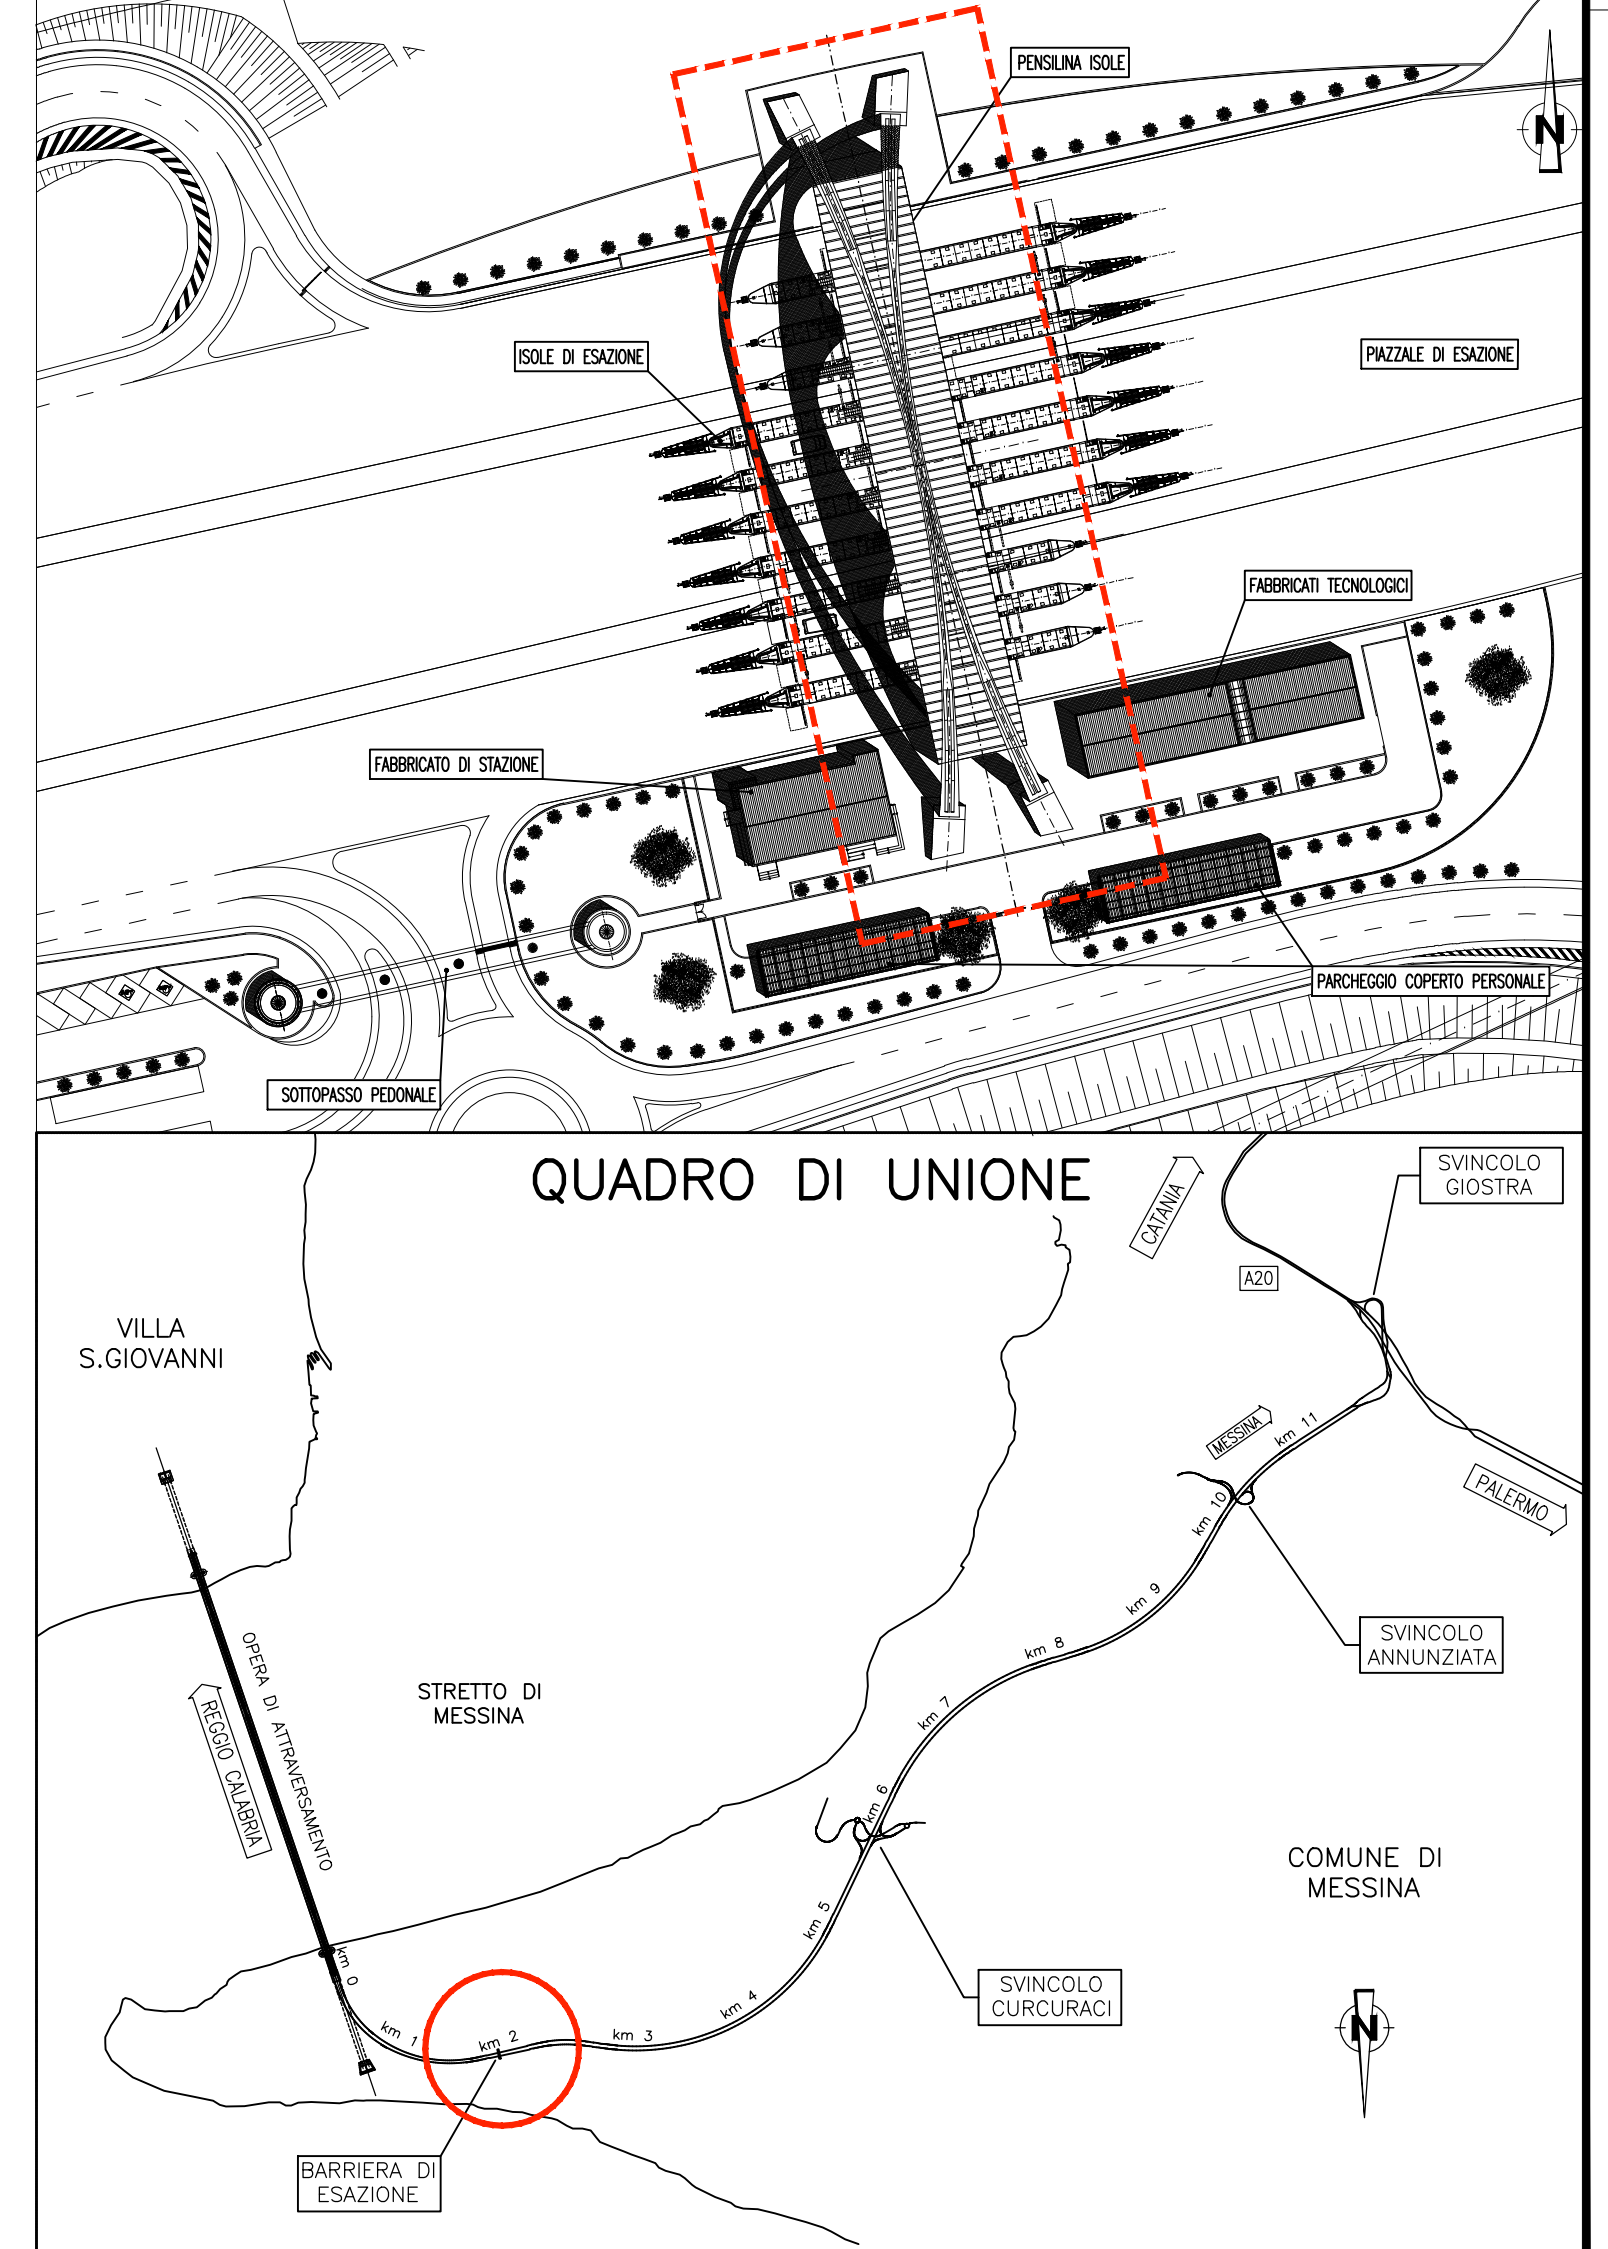 A
PENSILINA ISOLE
N
ISOLE DI ESAZIONE
PIAZZALE DI ESAZIONE
FABBRICATI TECNOLOGICI
FABBRICATO DI STAZIONE
PARCHEGGIO COPERTO PERSONALE
SOTTOPASSO PEDONALE
QUADRO DI UNIONE
SVINCOLO
GIOSTRA
CATANIA
A20
VILLA
S.GIOVANNI
MESSINA
km 11
PALERMO
km 10
km 9
SVINCOLO
ANNUNZIATA
km 8
OPERA DI ATTRAVERSAMENTO
REGGIO CALABRIA
STRETTO DI
MESSINA
km 7
km 6
COMUNE DI
MESSINA
km 5
km 0
SVINCOLO
CURCURACI
km 4
km 1
km 2
km 3
N
BARRIERA DI
ESAZIONE